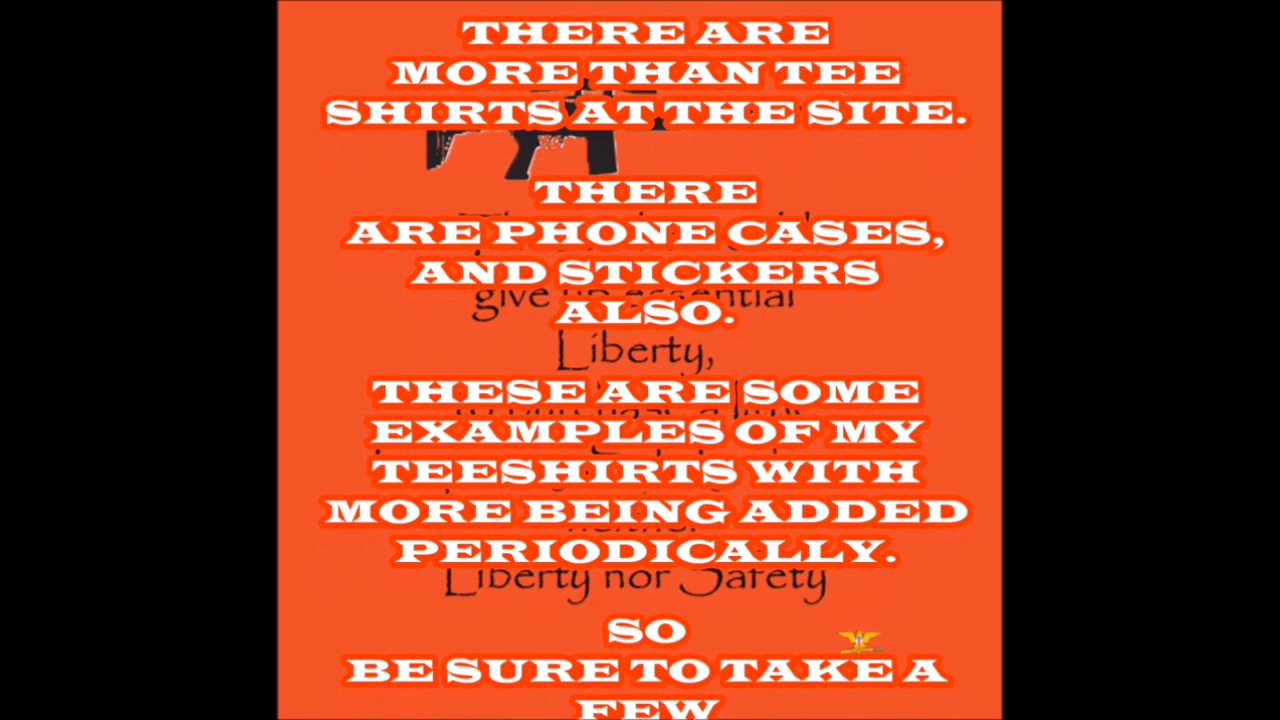 THERE ARE
MORE THAN TEE
SHIRTS AT THE SITE.
THERE
ARE PHONE CASES,
AND STICKERS
give up essential
ALSO.
Liberty,
THESE ARE SOME
EXAMPLES OF MY
TEESHIRTS WITH
MORE BEING ADDED
PERIODICALLY.
Liberty nor Safety
SO
BE SURE TO TAKE A
FEW